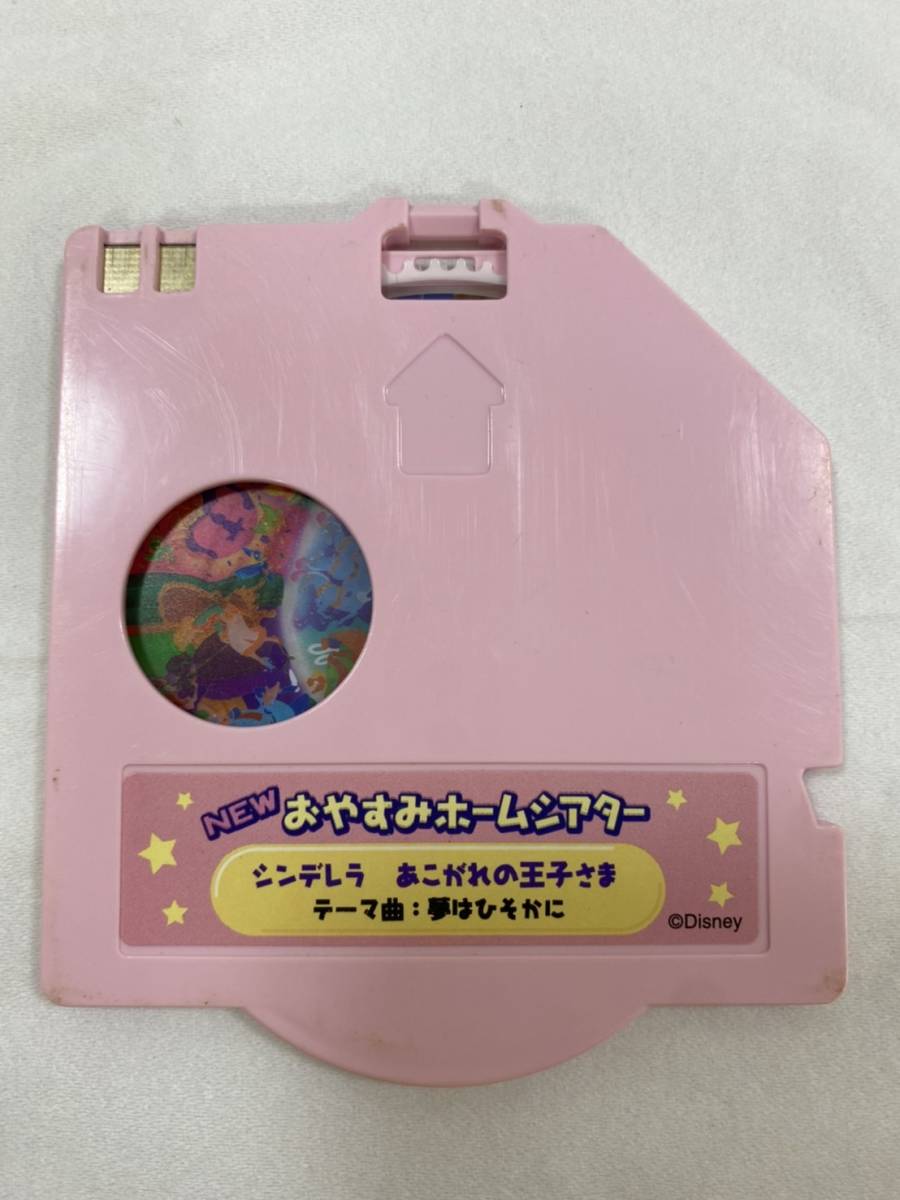 NEW おやすみホームシアター
シンデレラ あこがれの王子さま
テーマ曲:夢はひそかに
©Disney